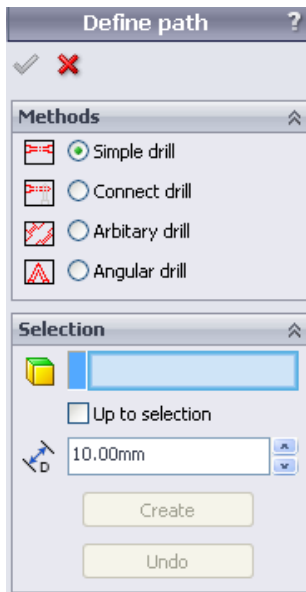 Define path ?
Methods
Simple drill
Connect drill
Arbitary drill
Angular drill
Selection
Up to selection
D 10.00mm
Create
Undo